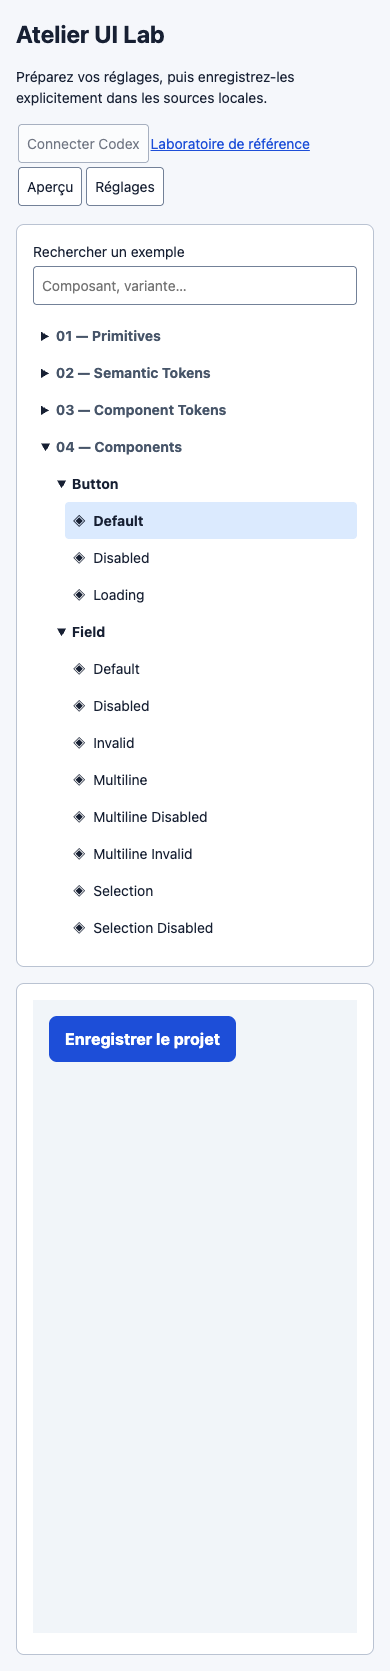 Atelier UI Lab
Préparez vos réglages, puis enregistrez-les
explicitement dans les sources locales.
Connecter Codex Laboratoire de référence
Aperçu Réglages
Rechercher un exemple
Composant, variante…
01 — Primitives
02 — Semantic Tokens
03 — Component Tokens
04 — Components
Button
Default
Disabled
Loading
Field
Default
Disabled
Invalid
Multiline
Multiline Disabled
Multiline Invalid
Selection
Selection Disabled
Enregistrer le projet